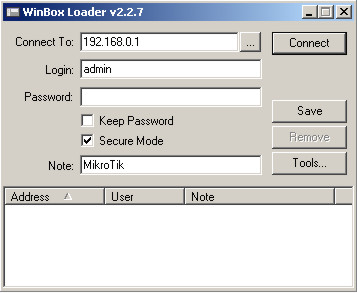 WinBox Loader v2.2.7
Connect To: 192.168.0.1 ... Connect
Login: admin
Password:
Keep Password Save
Secure Mode Remove
Note: MikroTik Tools...
Address User Note